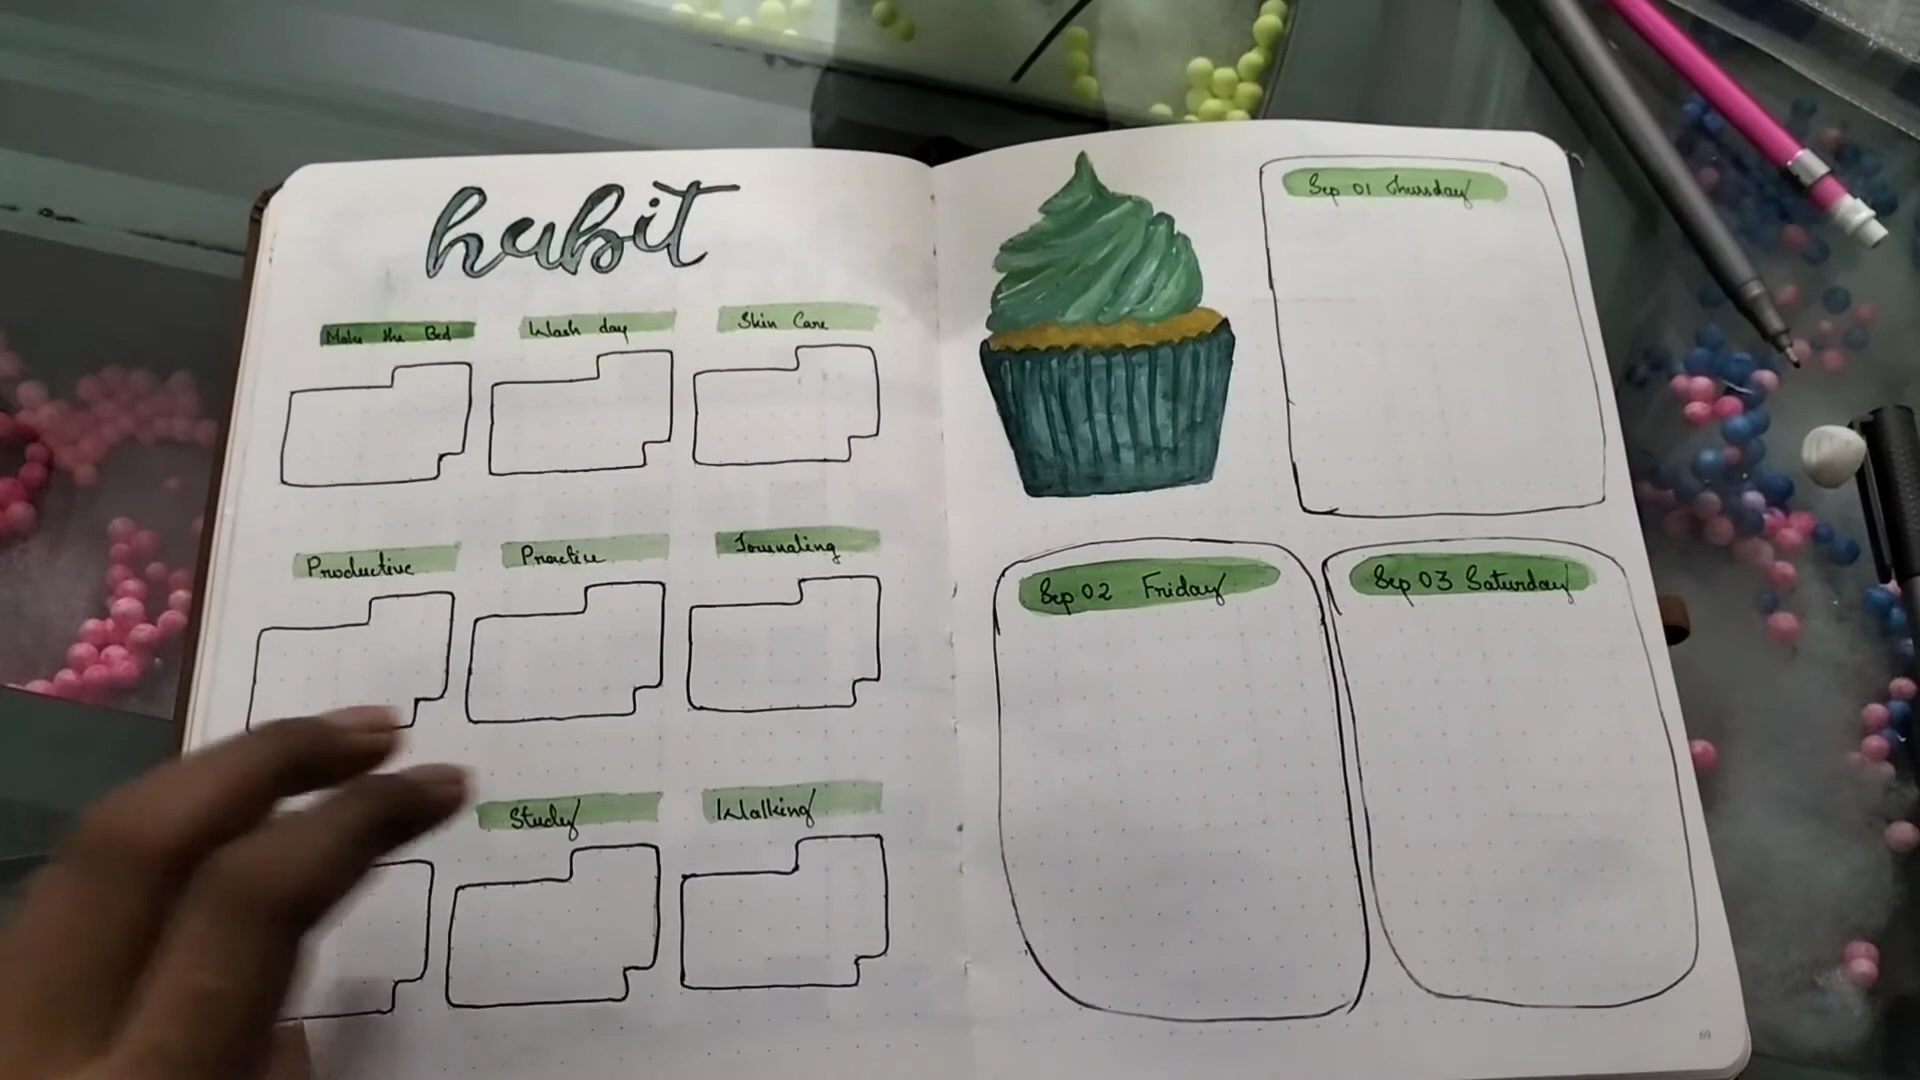 habit
Make the Bed
Wash day
Skin Care
Productive
Practice
Journaling
Study
Walking
Sep 01 Thursday
Sep 02 Friday
Sep 03 Saturday
69